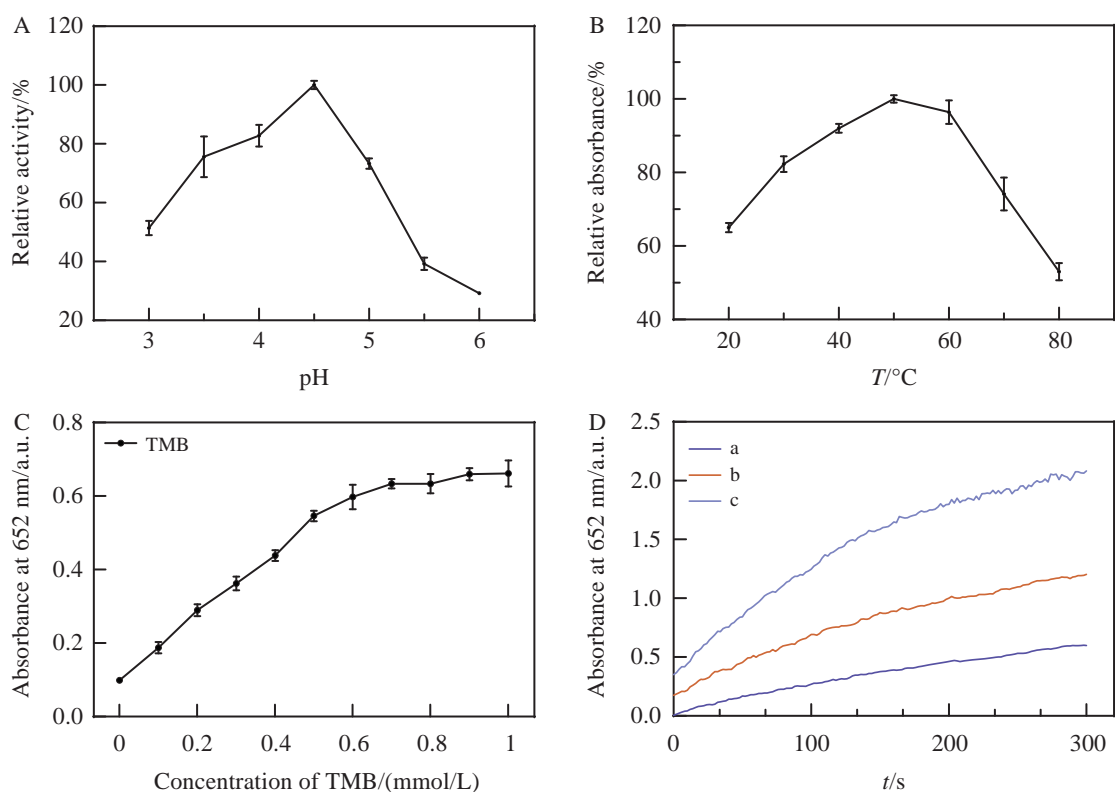 A
120
100
80
60
40
20
Relative activity/%
3
4
5
6
pH
B
120
100
80
60
40
Relative absorbance/%
20
40
60
80
T/°C
C
0.8
0.6
0.4
0.2
0.0
Absorbance at 652 nm/a.u.
TMB
0
0.2
0.4
0.6
0.8
1
Concentration of TMB/(mmol/L)
D
2.5
2.0
1.5
1.0
0.5
0.0
Absorbance at 652 nm/a.u.
a
b
c
0
100
200
300
t/s